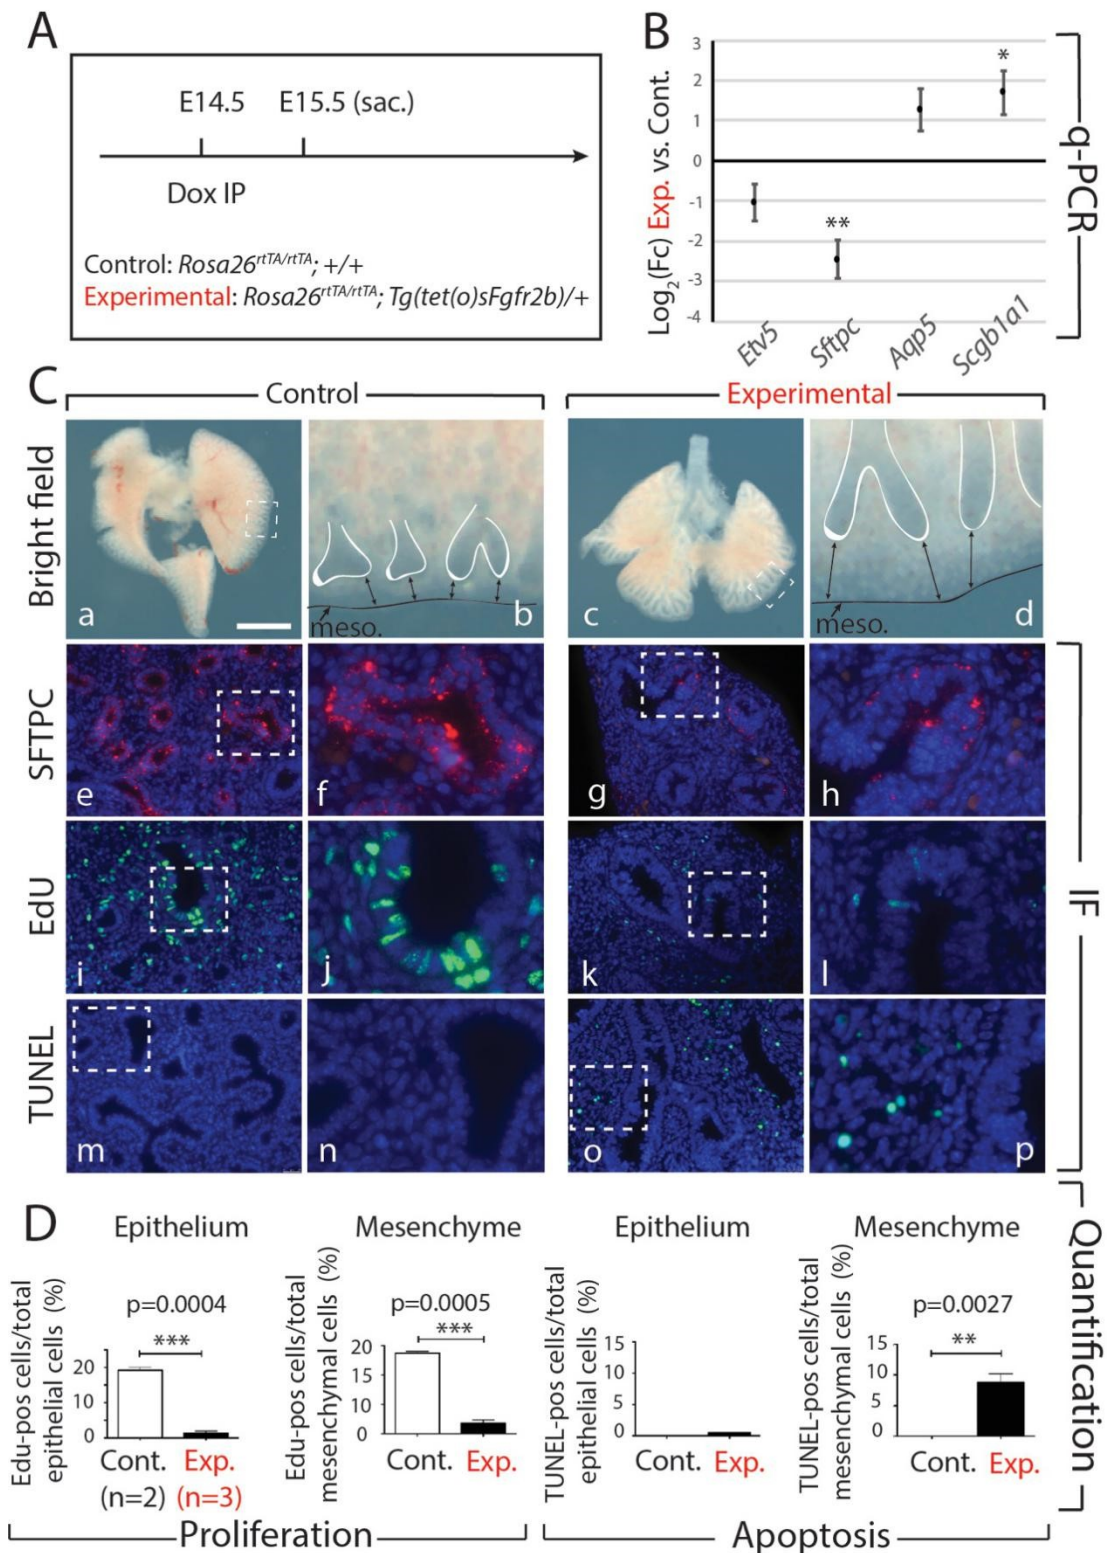 A
E14.5 E15.5 (sac.)
Dox IP
Control: Rosa26rtTA/rtTA; +/+
Experimental: Rosa26rtTA/rtTA; Tg(tet(o)sFgfr2b)/+
B
Log2(Fc) Exp. vs. Cont.
3
2
1
0
-1
-2
-3
-4
**
*
Etv5 Sftpc Aqp5 Scgb1a1
q-PCR
C
Control Experimental
Bright field
a
meso. b
c
meso. d
SFTPC
e f g h
EdU
i j k l
TUNEL
m n o p
IF
D
Epithelium
Edu-pos cells/total
epithelial cells (%)
p=0.0004
***
20
10
0
Cont. Exp.
(n=2) (n=3)
Mesenchyme
Edu-pos cells/total
mesenchymal cells (%)
p=0.0005
***
20
15
10
5
0
Cont. Exp.
Proliferation
Epithelium
TUNEL-pos cells/total
epithelial cells (%)
15
10
5
0
Cont. Exp.
Mesenchyme
TUNEL-pos cells/total
mesenchymal cells (%)
p=0.0027
**
15
10
5
0
Cont. Exp.
Apoptosis
Quantification